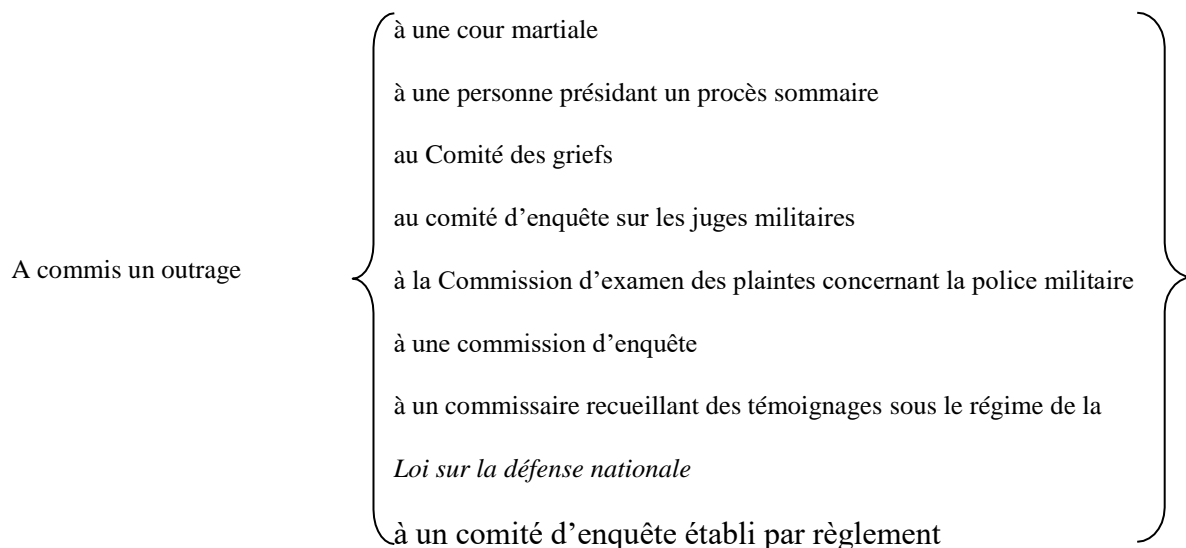 à une cour martiale
à une personne présidant un procès sommaire
au Comité des griefs
au comité d’enquête sur les juges militaires
A commis un outrage
à la Commission d’examen des plaintes concernant la police militaire
à une commission d’enquête
à un commissaire recueillant des témoignages sous le régime de la
Loi sur la défense nationale
à un comité d’enquête établi par règlement